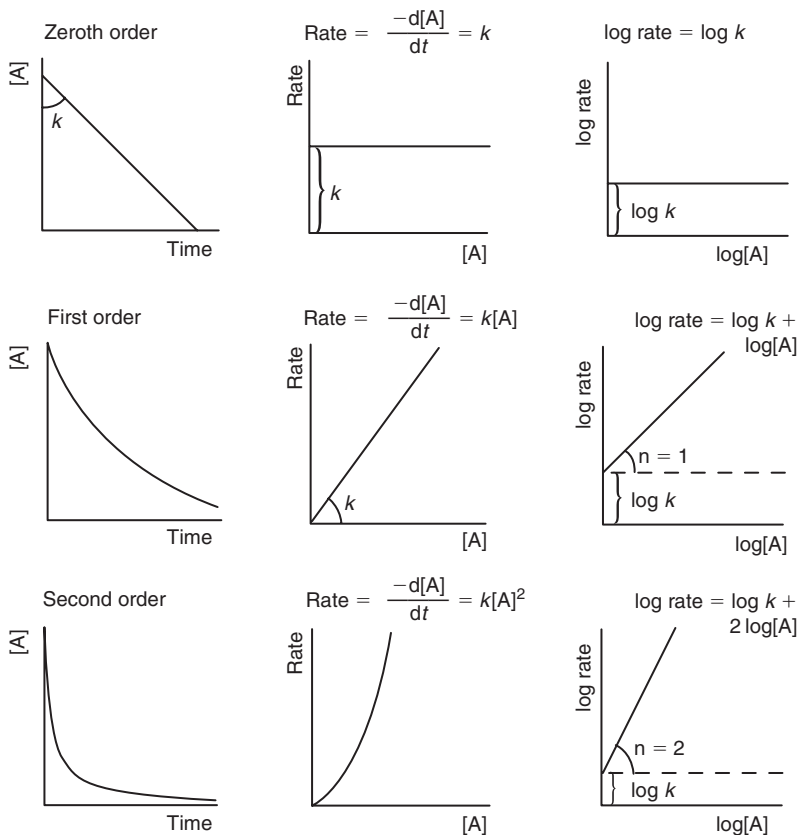 Zeroth order
[A]
k
Time
Rate = −d[A]/dt = k
Rate
k
[A]
log rate = log k
log rate
log k
log[A]
First order
[A]
Time
Rate = −d[A]/dt = k[A]
Rate
k
[A]
log rate = log k +
log[A]
log rate
n = 1
log k
log[A]
Second order
[A]
Time
Rate = −d[A]/dt = k[A]²
Rate
[A]
log rate = log k +
2 log[A]
log rate
n = 2
log k
log[A]